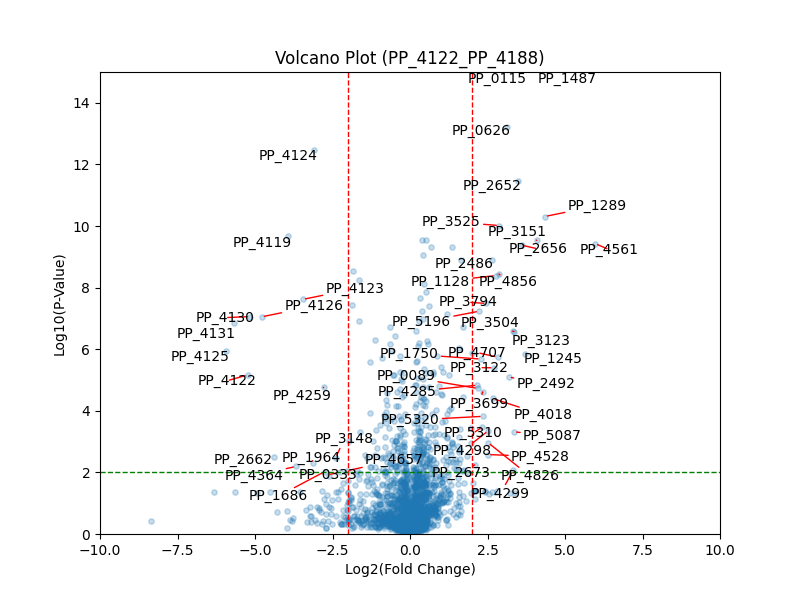 Volcano Plot (PP_4122_PP_4188)
PP_0115 PP_1487
PP_0626
PP_4124
PP_2652
PP_1289
PP_3525
PP_3151
PP_4119
PP_2656 PP_4561
PP_2486
PP_1128 PP_4856
PP_4123
PP_3794
PP_4126
PP_4130
PP_5196 PP_3504
PP_4131
PP_3123
PP_4125
PP_1750 PP_4707
PP_1245
PP_3122
PP_4122
PP_0089
PP_2492
PP_4285
PP_4259
PP_3699
PP_4018
PP_5320
PP_5310
PP_5087
PP_3148
PP_4298
PP_4528
PP_2662 PP_1964 PP_4657
PP_4364 PP_0333 PP_2673 PP_4826
PP_1686
PP_4299
14
12
10
8
6
4
2
0
−10.0 −7.5 −5.0 −2.5 0.0 2.5 5.0 7.5 10.0
Log2(Fold Change)
Log10(P-Value)